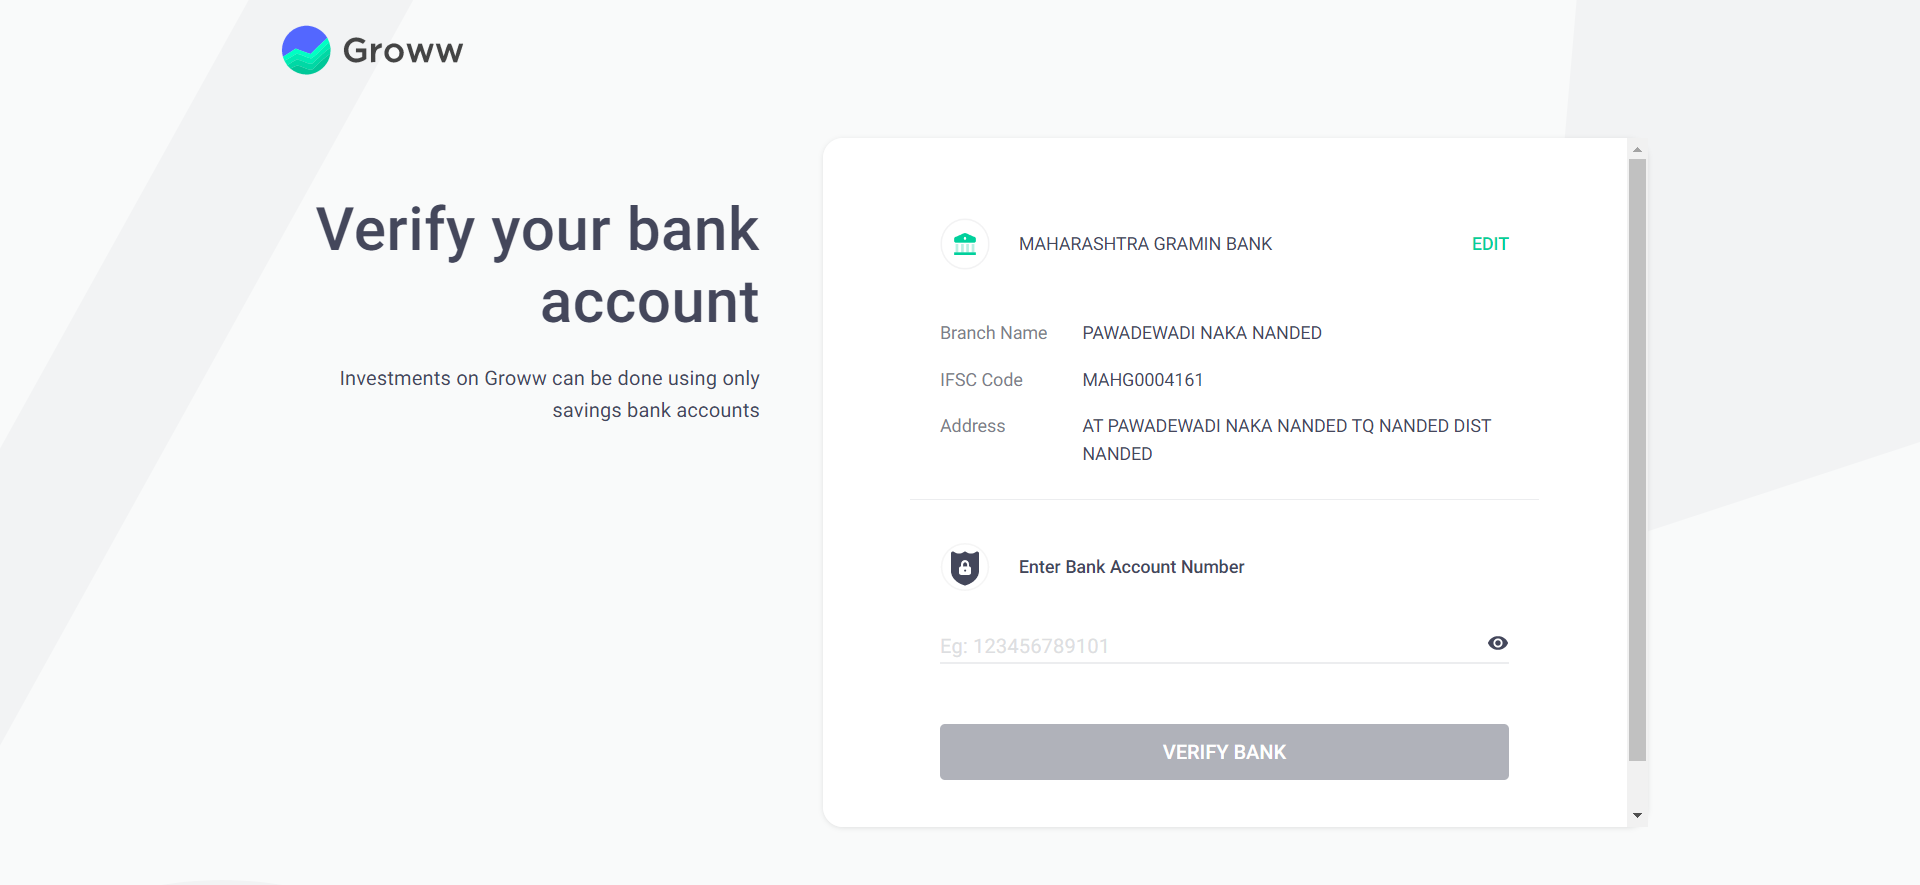 Groww
Verify your bank
account
Investments on Groww can be done using only
savings bank accounts
MAHARASHTRA GRAMIN BANK
EDIT
Branch Name PAWADEWADI NAKA NANDED
IFSC Code MAHG0004161
Address AT PAWADEWADI NAKA NANDED TQ NANDED DIST
NANDED
Enter Bank Account Number
Eg: 123456789101
VERIFY BANK